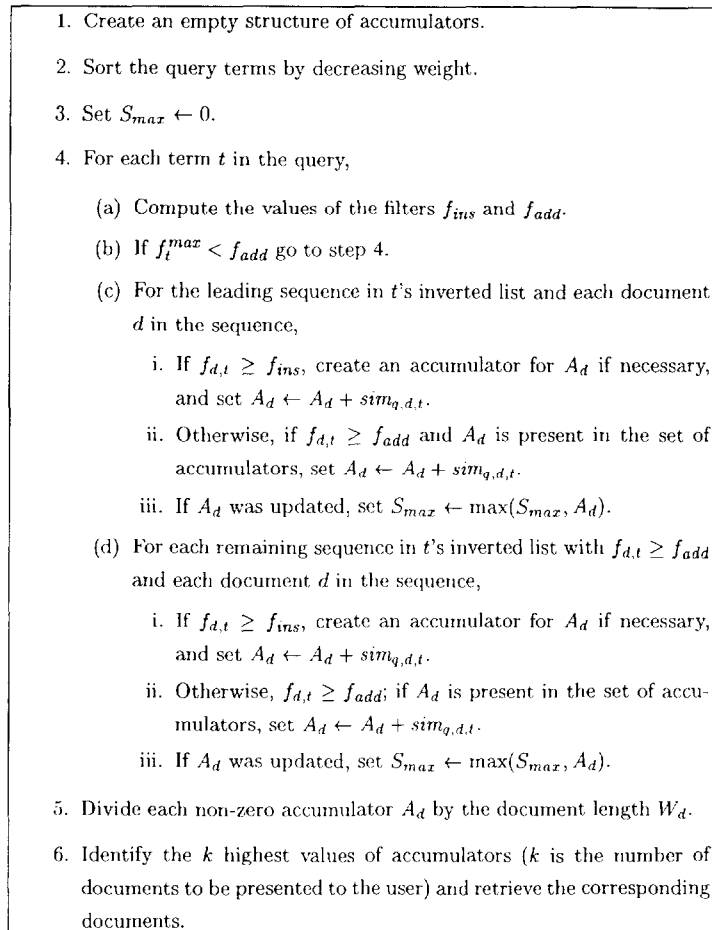 1. Create an empty structure of accumulators.
2. Sort the query terms by decreasing weight.
3. Set S_max ← 0.
4. For each term t in the query,
(a) Compute the values of the filters f_ins and f_add.
(b) If f_t^max < f_add go to step 4.
(c) For the leading sequence in t's inverted list and each document
d in the sequence,
i. If f_d,t ≥ f_ins, create an accumulator for A_d if necessary,
and set A_d ← A_d + sim_q,d,t.
ii. Otherwise, if f_d,t ≥ f_add and A_d is present in the set of
accumulators, set A_d ← A_d + sim_q,d,t.
iii. If A_d was updated, set S_max ← max(S_max, A_d).
(d) For each remaining sequence in t's inverted list with f_d,t ≥ f_add
and each document d in the sequence,
i. If f_d,t ≥ f_ins, create an accumulator for A_d if necessary,
and set A_d ← A_d + sim_q,d,t.
ii. Otherwise, f_d,t ≥ f_add; if A_d is present in the set of accu-
mulators, set A_d ← A_d + sim_q,d,t.
iii. If A_d was updated, set S_max ← max(S_max, A_d).
5. Divide each non-zero accumulator A_d by the document length W_d.
6. Identify the k highest values of accumulators (k is the number of
documents to be presented to the user) and retrieve the corresponding
documents.